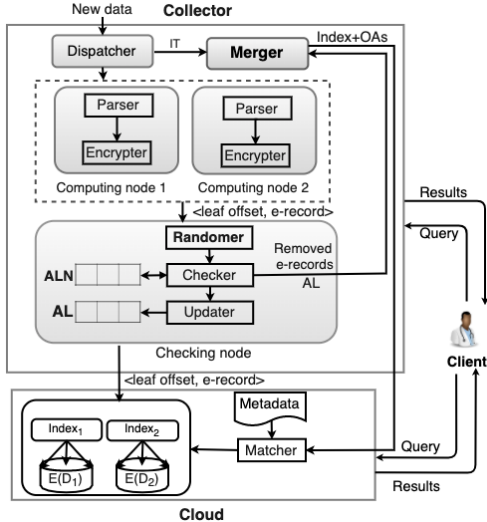 New data
Collector
Dispatcher
IT
Merger
Index+OAs
Parser
Encrypter
Computing node 1
Parser
Encrypter
Computing node 2
<leaf offset, e-record>
Results
Query
Randomer
Removed
e-records
AL
ALN
Checker
AL
Updater
Checking node
Client
<leaf offset, e-record>
Metadata
Index1
Index2
E(D1)
E(D2)
Matcher
Query
Results
Cloud